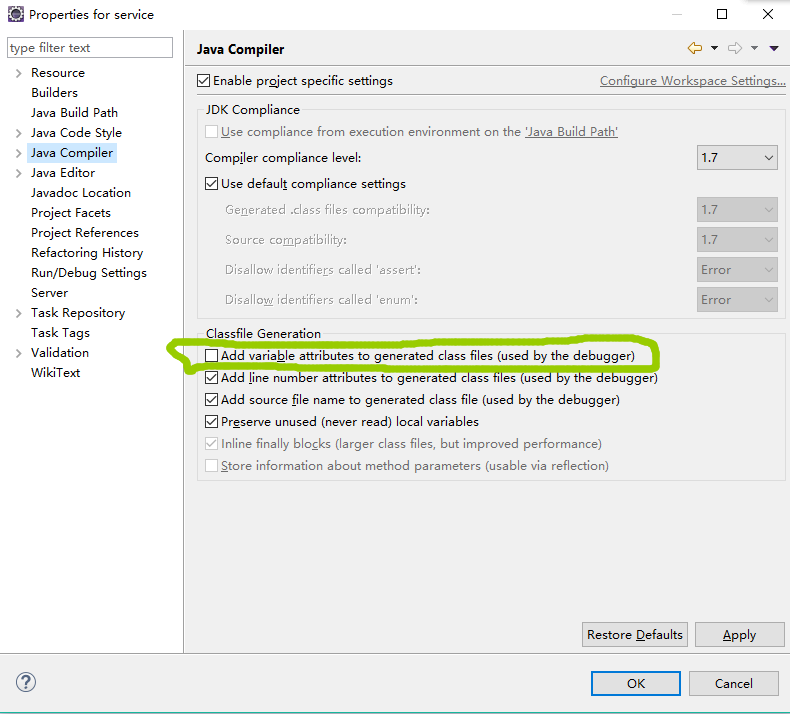 Properties for service
type filter text
Resource
Builders
Java Build Path
Java Code Style
Java Compiler
Java Editor
Javadoc Location
Project Facets
Project References
Refactoring History
Run/Debug Settings
Server
Task Repository
Task Tags
Validation
WikiText
Java Compiler
Enable project specific settings
Configure Workspace Settings...
JDK Compliance
Use compliance from execution environment on the 'Java Build Path'
Compiler compliance level: 1.7
Use default compliance settings
Generated .class files compatibility: 1.7
Source compatibility: 1.7
Disallow identifiers called 'assert': Error
Disallow identifiers called 'enum': Error
Classfile Generation
Add variable attributes to generated class files (used by the debugger)
Add line number attributes to generated class files (used by the debugger)
Add source file name to generated class file (used by the debugger)
Preserve unused (never read) local variables
Inline finally blocks (larger class files, but improved performance)
Store information about method parameters (usable via reflection)
Restore Defaults Apply
? OK Cancel